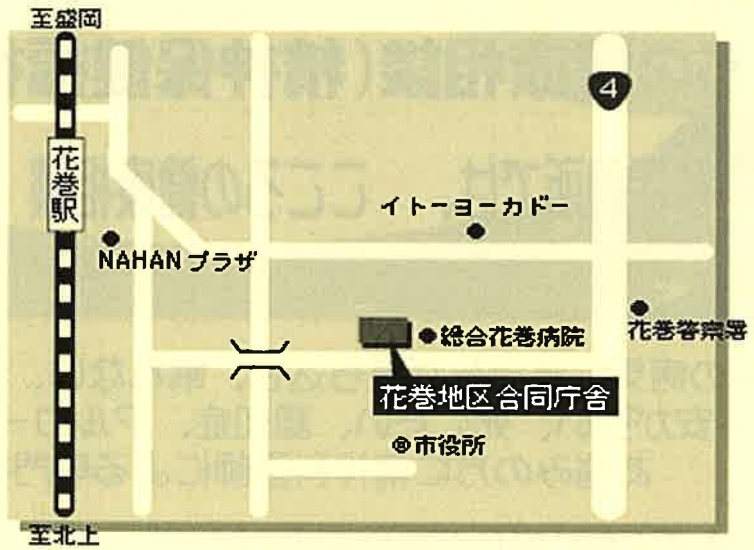 至盛岡
4
花巻駅
イトーヨーカドー
NAHANプラザ
総合花巻病院
花巻警察署
花巻地区合同庁舎
◎市役所
至北上